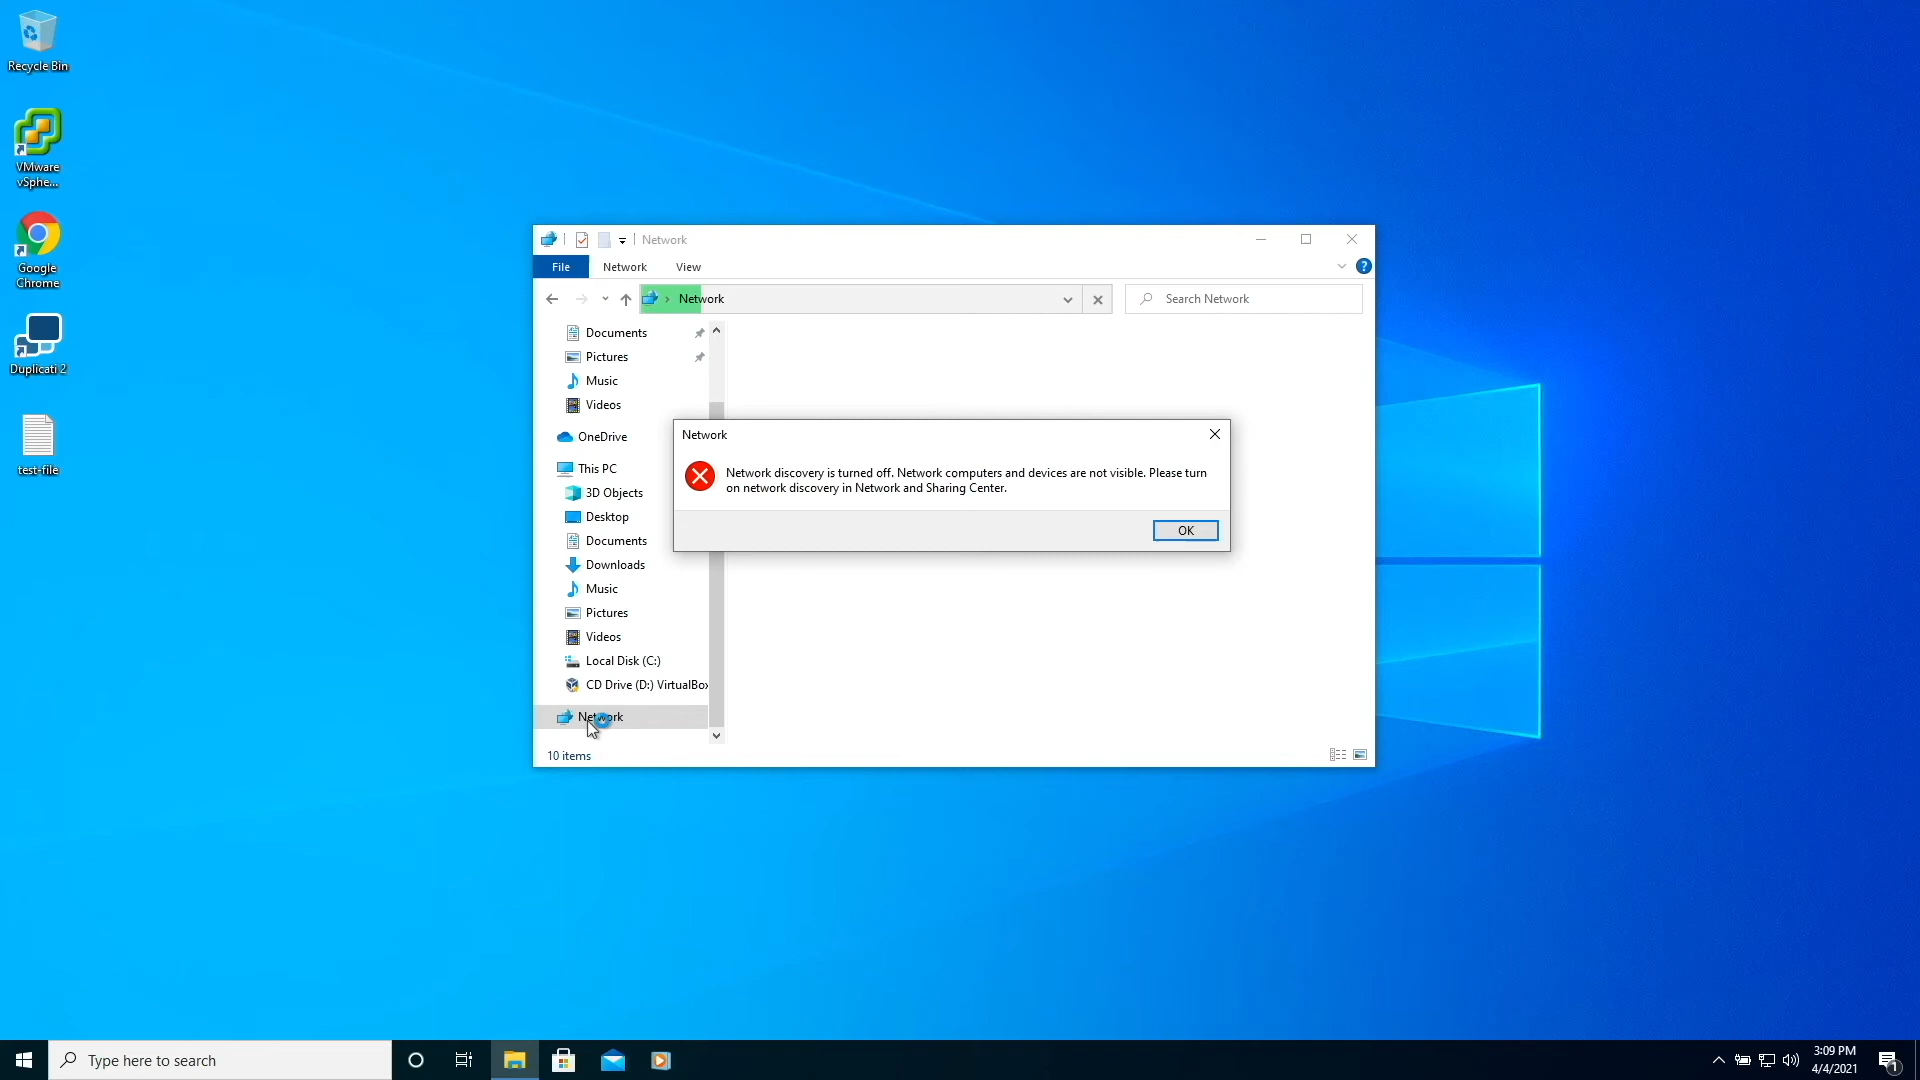 Recycle Bin
VMware
vSphe...
Google
Chrome
Duplicati 2
test-file
Network
File
Network
View
?
Network
Search Network
Documents
Pictures
Music
Videos
OneDrive
This PC
3D Objects
Desktop
Documents
Downloads
Music
Pictures
Videos
Local Disk (C:)
CD Drive (D:) VirtualBox
Network
10 items
Network
Network discovery is turned off. Network computers and devices are not visible. Please turn
on network discovery in Network and Sharing Center.
OK
Type here to search
3:09 PM
4/4/2021
1